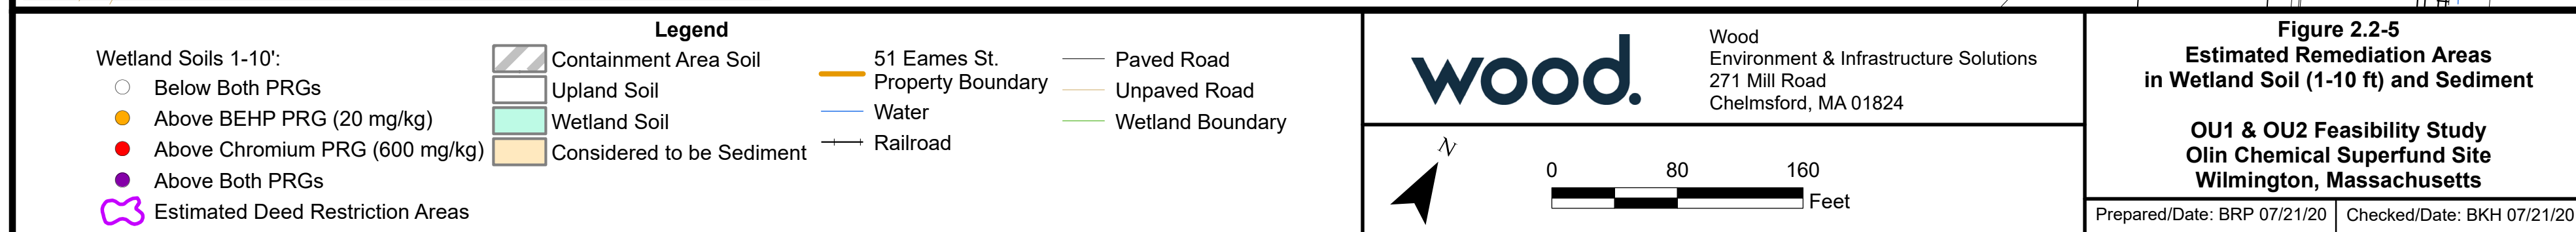 Legend
Wetland Soils 1-10':
Below Both PRGs
Above BEHP PRG (20 mg/kg)
Above Chromium PRG (600 mg/kg)
Above Both PRGs
Estimated Deed Restriction Areas
Containment Area Soil
Upland Soil
Wetland Soil
Considered to be Sediment
51 Eames St.
Property Boundary
Water
Railroad
Paved Road
Unpaved Road
Wetland Boundary
wood.
Wood
Environment & Infrastructure Solutions
271 Mill Road
Chelmsford, MA 01824
N
0 80 160
Feet
Figure 2.2-5
Estimated Remediation Areas
in Wetland Soil (1-10 ft) and Sediment
OU1 & OU2 Feasibility Study
Olin Chemical Superfund Site
Wilmington, Massachusetts
Prepared/Date: BRP 07/21/20
Checked/Date: BKH 07/21/20